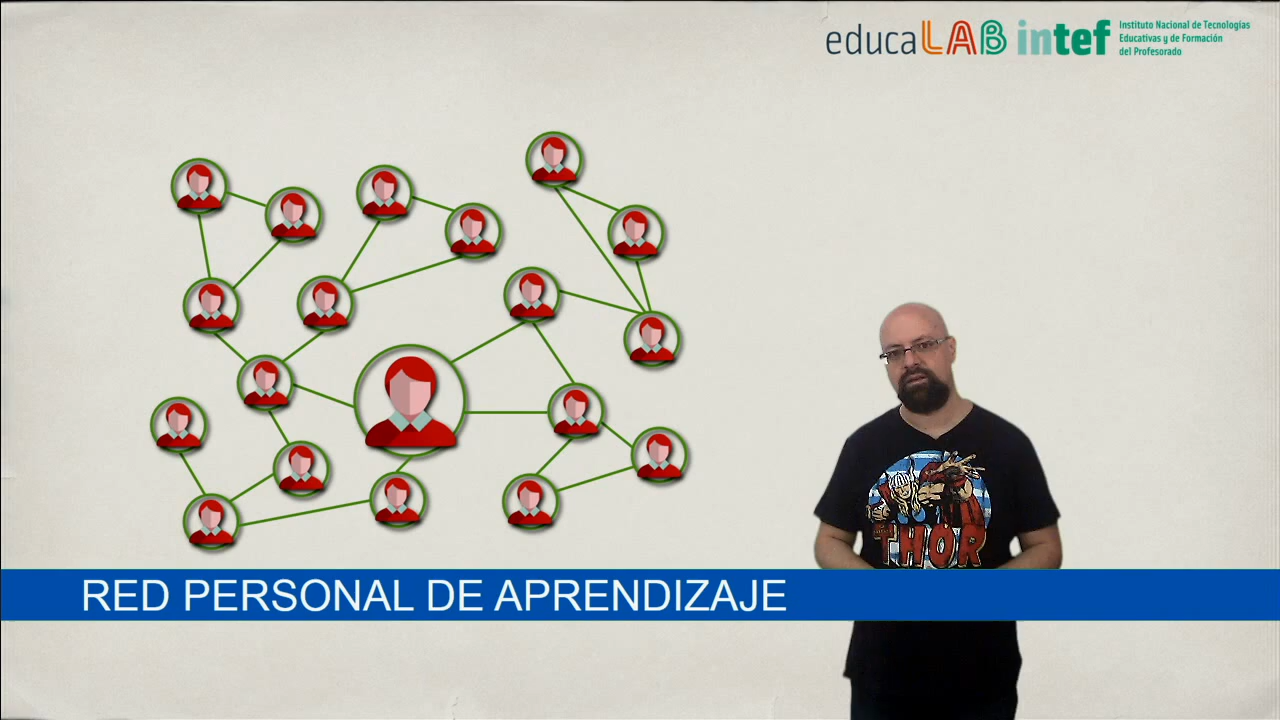 educaLAB intef Instituto Nacional de Tecnologías
Educativas y de Formación
del Profesorado
THOR
RED PERSONAL DE APRENDIZAJE